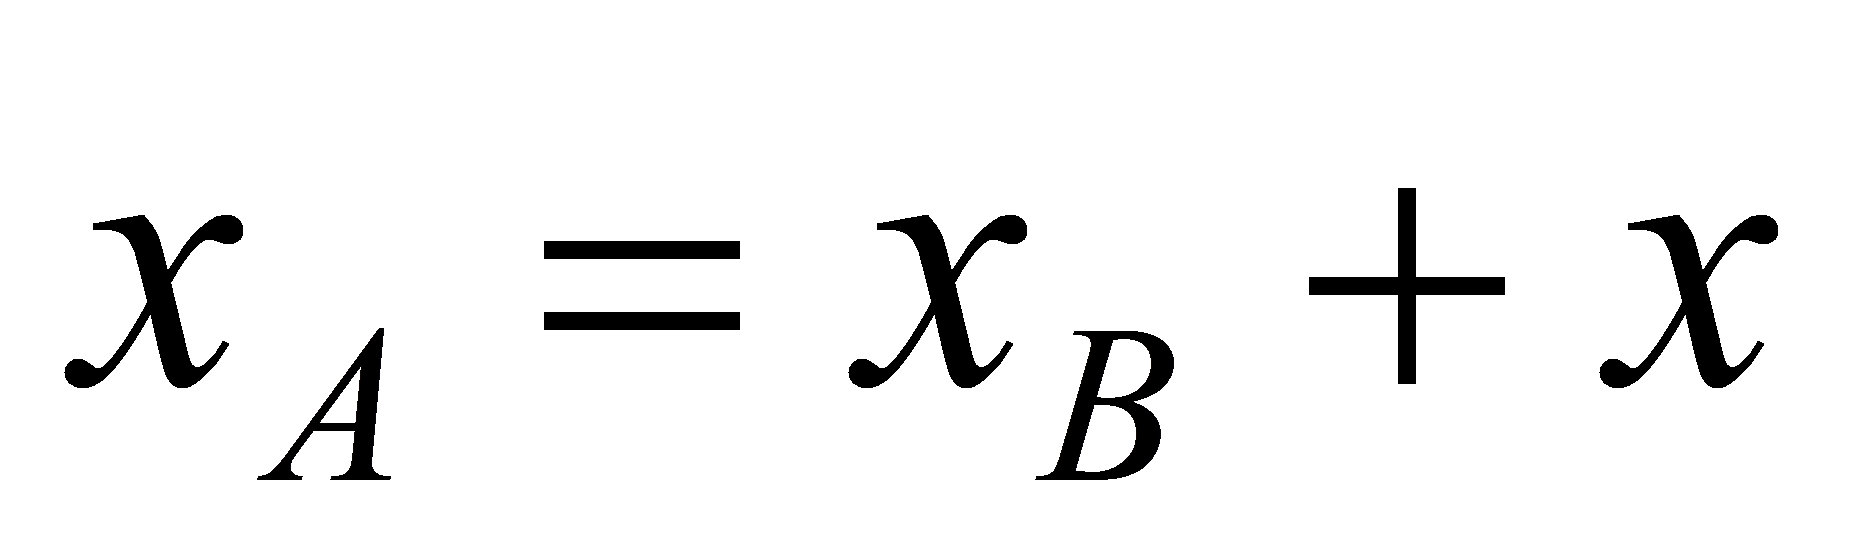 x_A = x_B + x